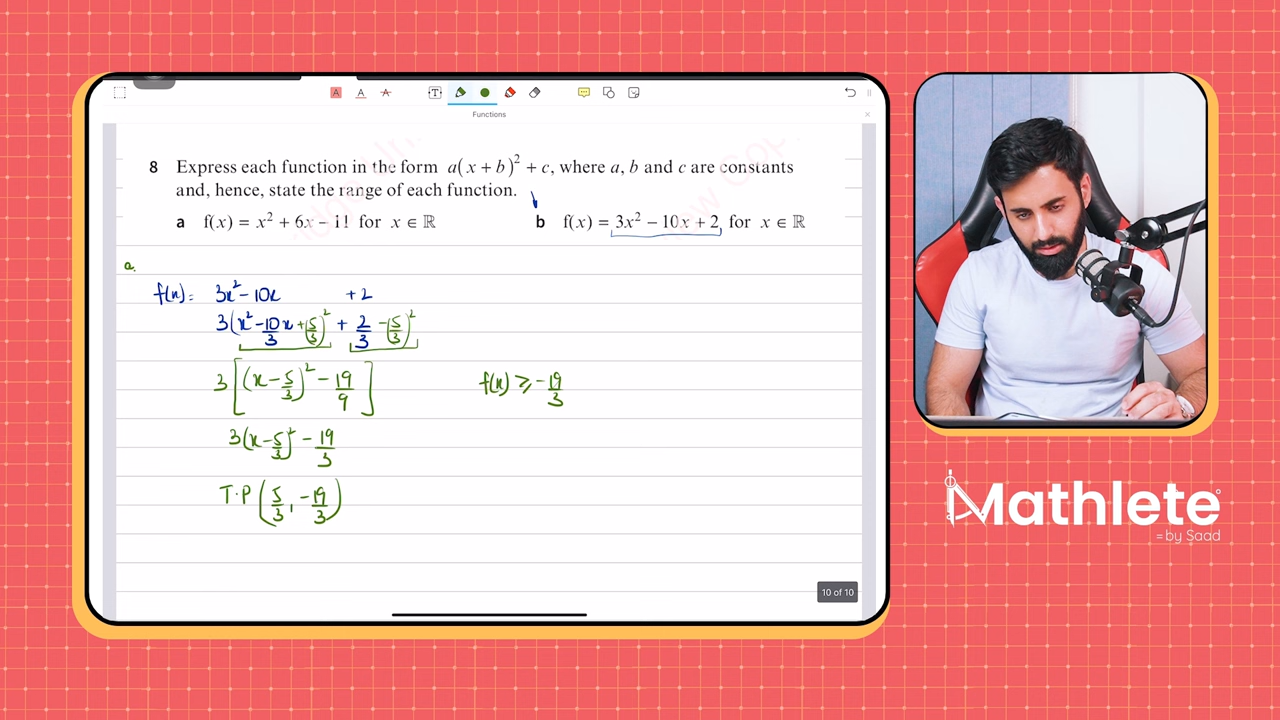 Functions
8 Express each function in the form a(x + b)² + c, where a, b and c are constants
and, hence, state the range of each function.
a f(x) = x² + 6x − 11 for x ∈ ℝ b f(x) = 3x² − 10x + 2 for x ∈ ℝ
a.
f(x) = 3x² − 10x + 2
3(x² − 10/3 x + (5/3)² + 2/3 − (5/3)²
3[(x − 5/3)² − 19/9] f(x) ≥ −19/3
3(x − 5/3)² − 19/3
T.P (5/3, −19/3)
10 of 10
Mathlete
= by Saad